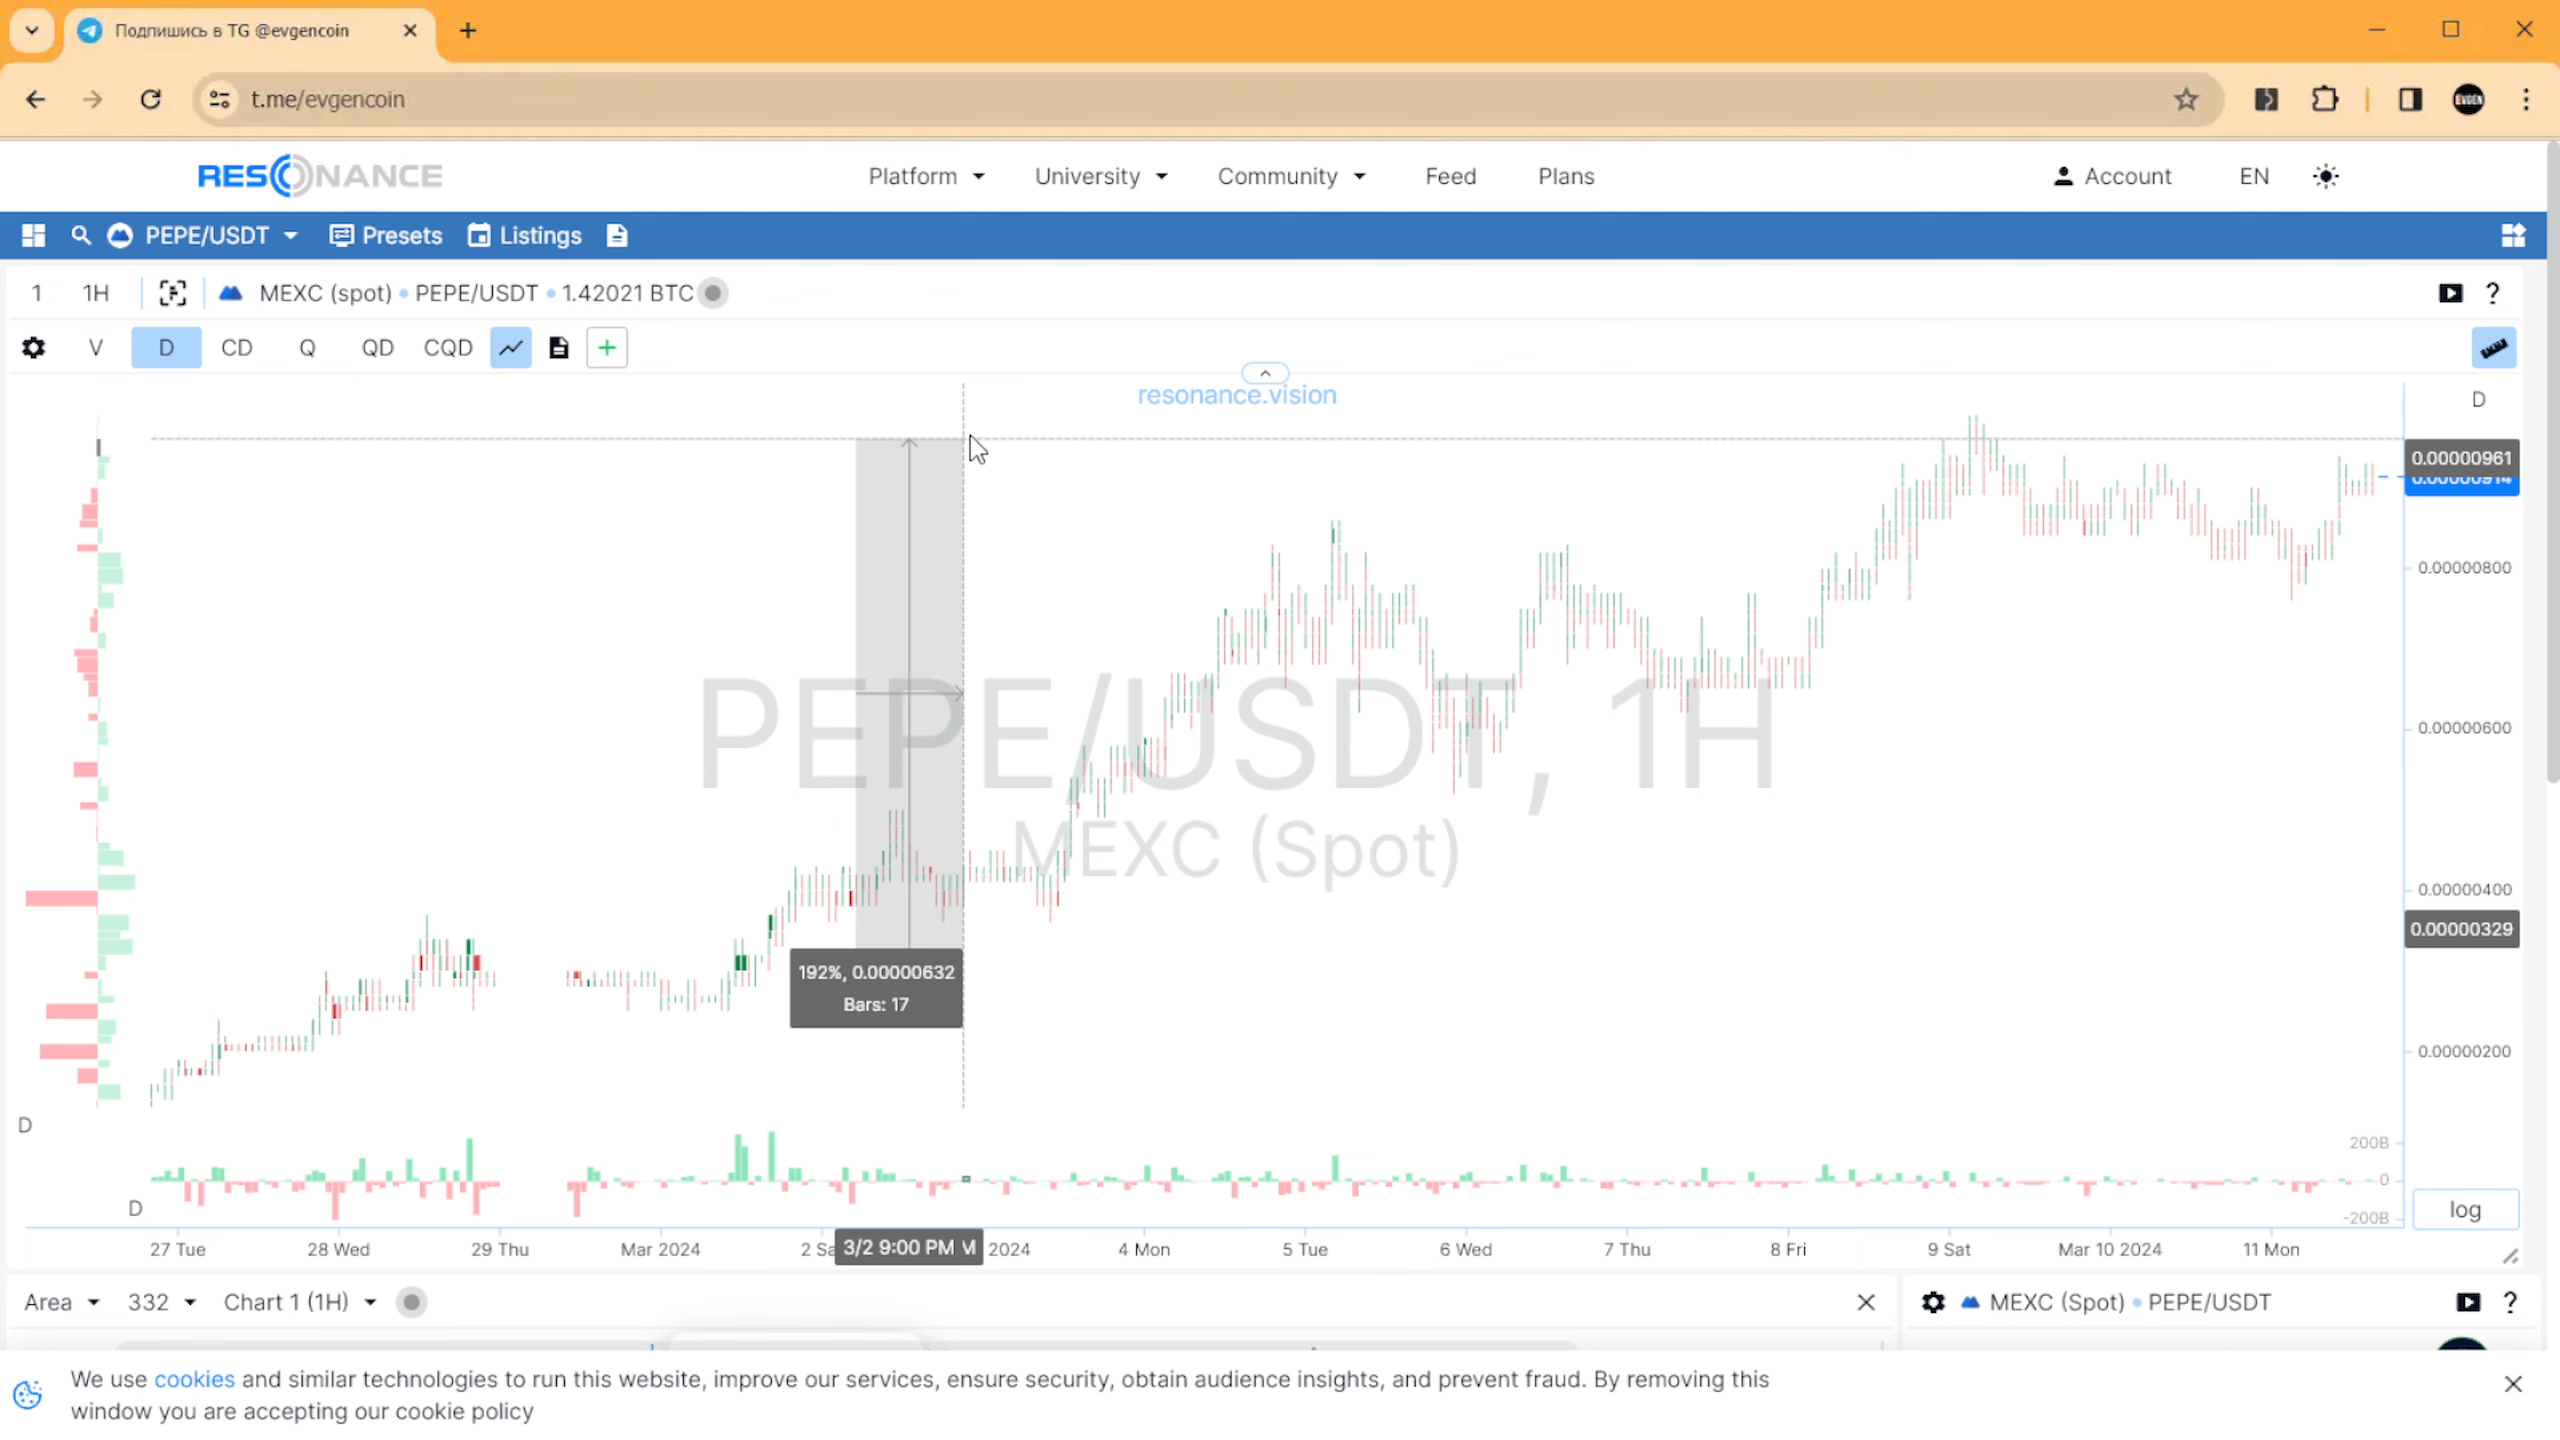 Подпишись в TG @evgencoin
t.me/evgencoin
EVGEN
RESONANCE
Platform
University
Community
Feed
Plans
Account
EN
PEPE/USDT
Presets
Listings
1 1H MEXC (spot) • PEPE/USDT • 1.42021 BTC
?
V D CD Q QD CQD
resonance.vision
D
0.00000961
0.00000914
0.00000800
PEPE/USDT, 1H
0.00000600
MEXC (Spot)
0.00000400
0.00000329
192%, 0.00000632
Bars: 17
0.00000200
D
200B
0
D
-200B
log
27 Tue
28 Wed
29 Thu
Mar 2024
2 Sa
3/2 9:00 PM M
2024
4 Mon
5 Tue
6 Wed
7 Thu
8 Fri
9 Sat
Mar 10 2024
11 Mon
Area
332
Chart 1 (1H)
MEXC (Spot) • PEPE/USDT
?
We use cookies and similar technologies to run this website, improve our services, ensure security, obtain audience insights, and prevent fraud. By removing this
window you are accepting our cookie policy